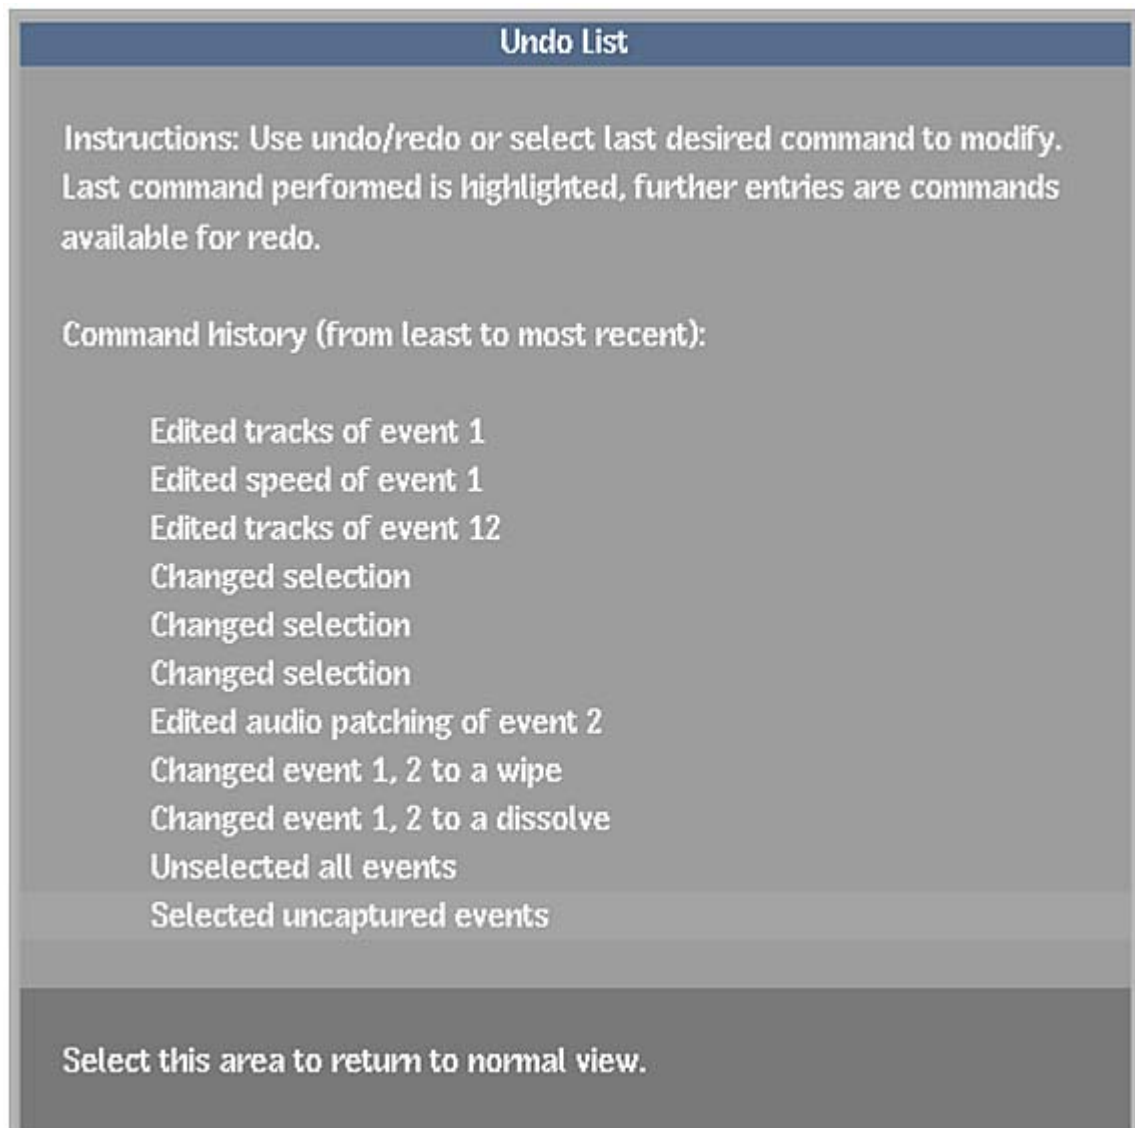 Undo List
Instructions: Use undo/redo or select last desired command to modify.
Last command performed is highlighted, further entries are commands
available for redo.
Command history (from least to most recent):
Edited tracks of event 1
Edited speed of event 1
Edited tracks of event 12
Changed selection
Changed selection
Changed selection
Edited audio patching of event 2
Changed event 1, 2 to a wipe
Changed event 1, 2 to a dissolve
Unselected all events
Selected uncaptured events
Select this area to return to normal view.